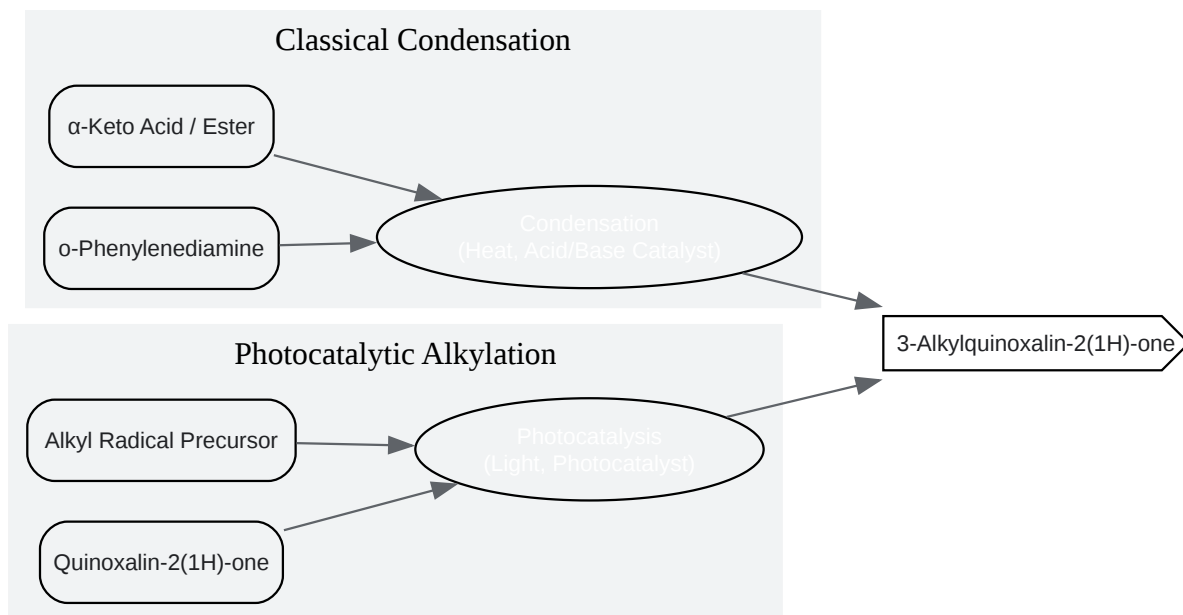 Classical Condensation
α-Keto Acid / Ester
o-Phenylenediamine
Condensation
(Heat, Acid/Base Catalyst)
3-Alkylquinoxalin-2(1H)-one
Photocatalytic Alkylation
Alkyl Radical Precursor
Photocatalysis
(Light, Photocatalyst)
Quinoxalin-2(1H)-one